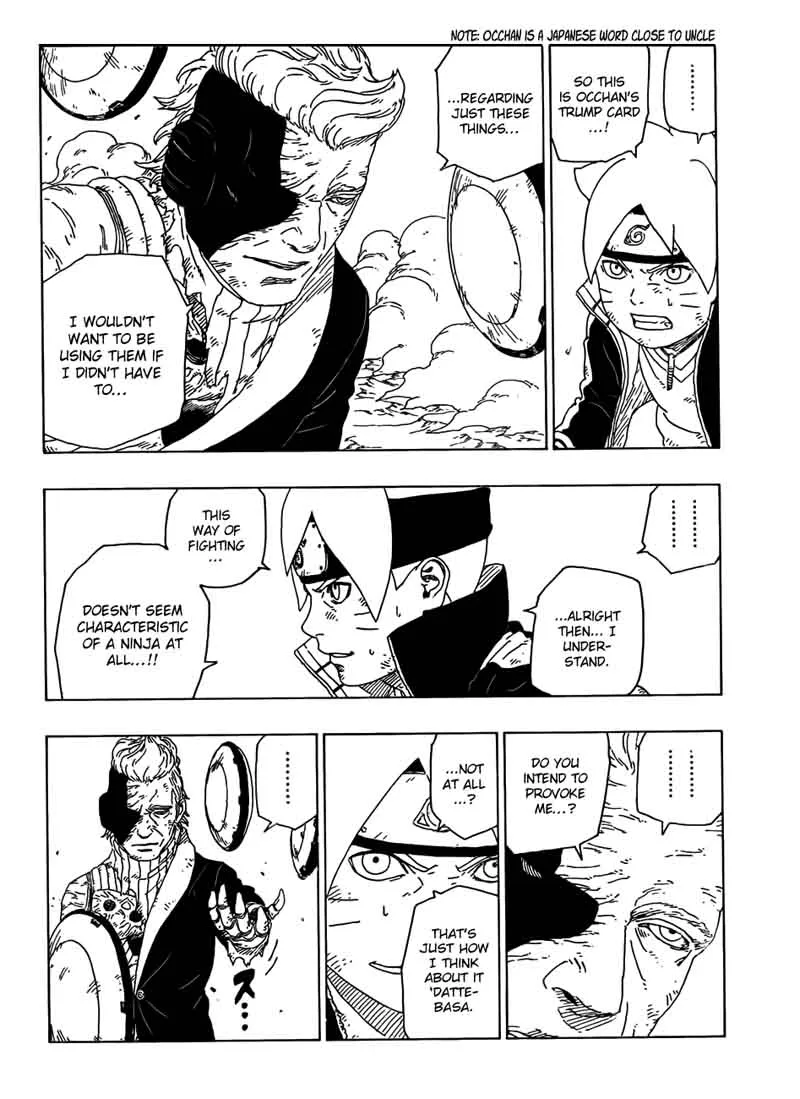 NOTE: OCCHAN IS A JAPANESE WORD CLOSE TO UNCLE
........
SO THIS
IS OCCHAN'S
TRUMP CARD
...!
...REGARDING
JUST THESE
THINGS...
I WOULDN'T
WANT TO BE
USING THEM IF
I DIDN'T HAVE
TO...
........
...ALRIGHT
THEN... I
UNDER-
STAND.
THIS
WAY OF
FIGHTING
...
DOESN'T SEEM
CHARACTERISTIC
OF A NINJA AT
ALL...!!
........
DO YOU
INTEND TO
PROVOKE
ME...?
...NOT
AT ALL
...?
THAT'S
JUST HOW
I THINK
ABOUT IT
'DATTE-
BASA.
........
ス...